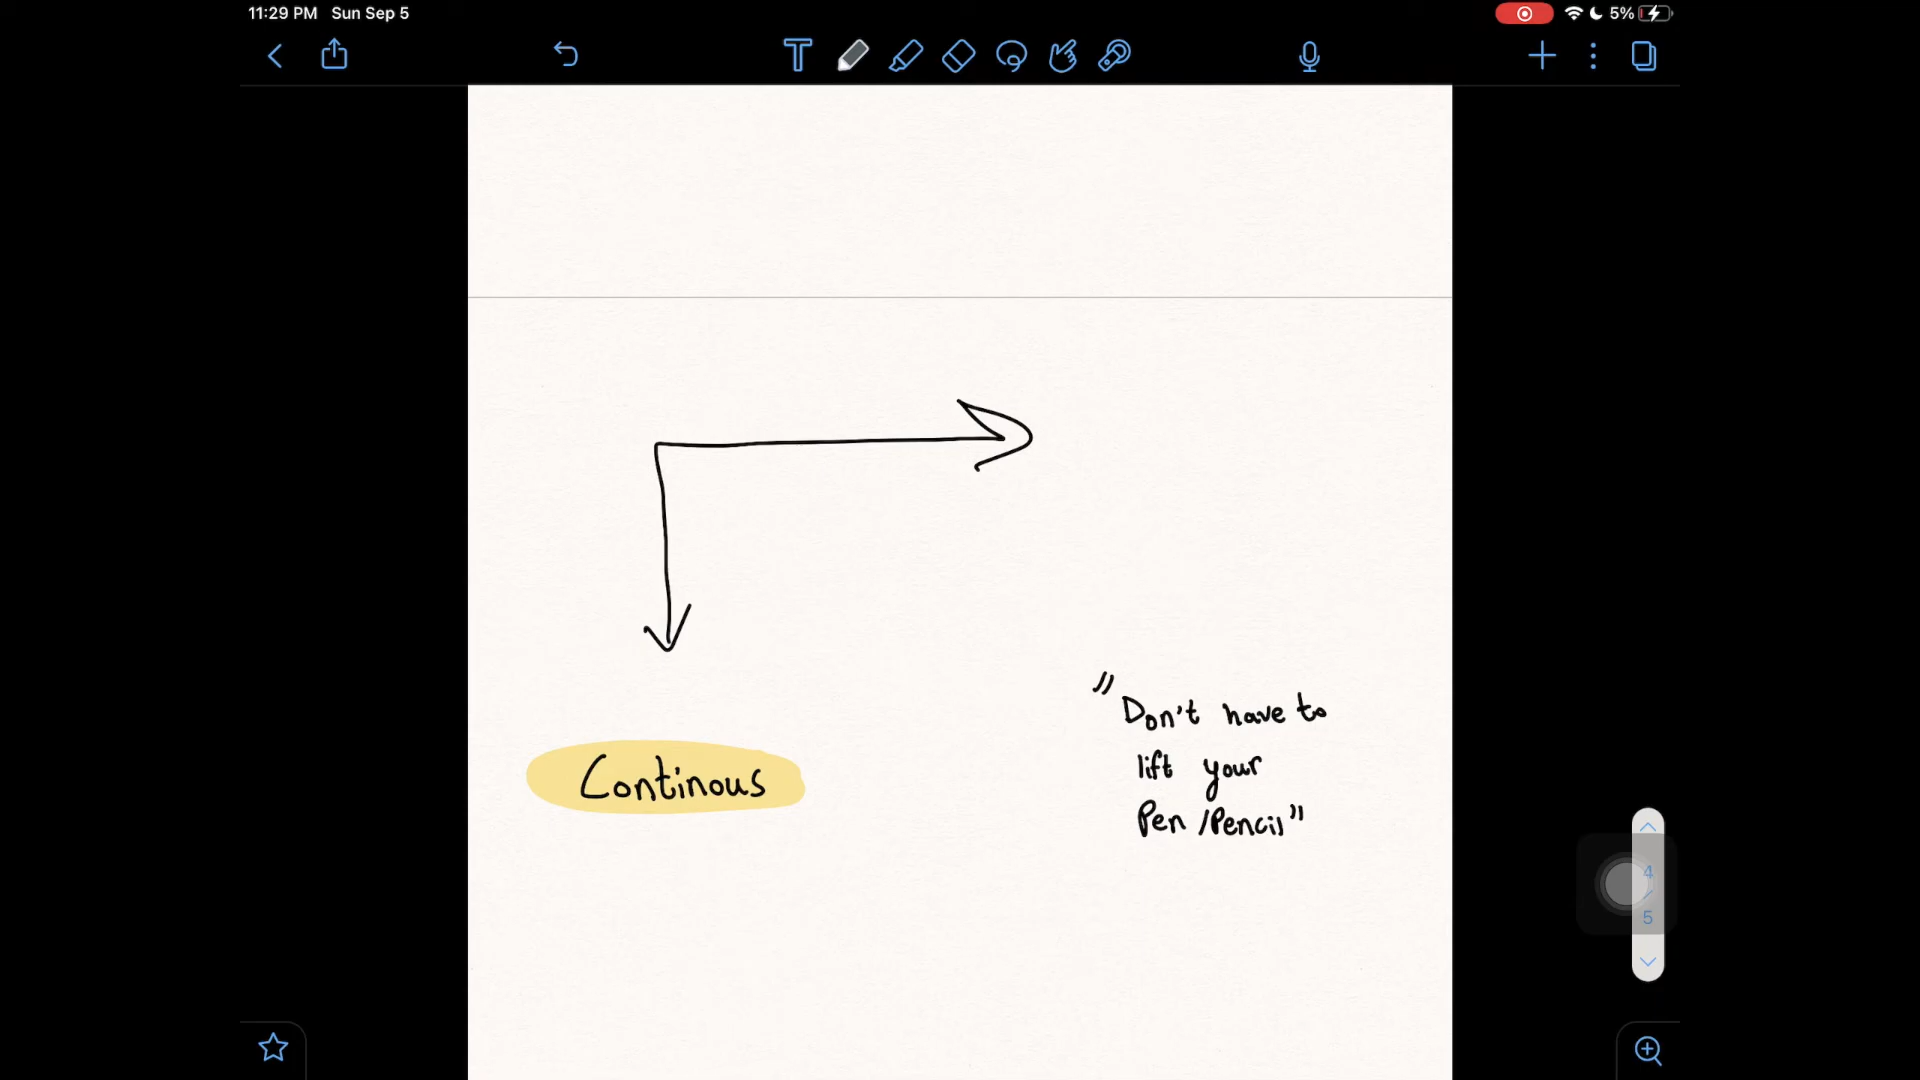 11:29 PM Sun Sep 5
5%
T
Continous
"Don't have to
lift your
Pen/Pencil"
4
5